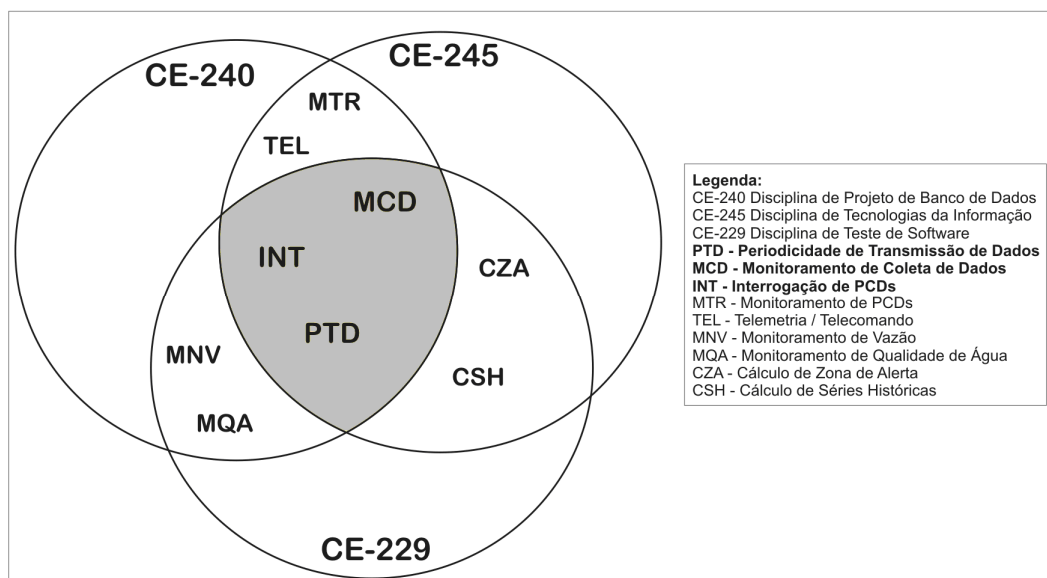 CE-240
CE-245
MTR
TEL
MCD
INT
CZA
PTD
MNV
CSH
MQA
CE-229
Legenda:
CE-240 Disciplina de Projeto de Banco de Dados
CE-245 Disciplina de Tecnologias da Informação
CE-229 Disciplina de Teste de Software
PTD - Periodicidade de Transmissão de Dados
MCD - Monitoramento de Coleta de Dados
INT - Interrogação de PCDs
MTR - Monitoramento de PCDs
TEL - Telemetria / Telecomando
MNV - Monitoramento de Vazão
MQA - Monitoramento de Qualidade de Água
CZA - Cálculo de Zona de Alerta
CSH - Cálculo de Séries Históricas